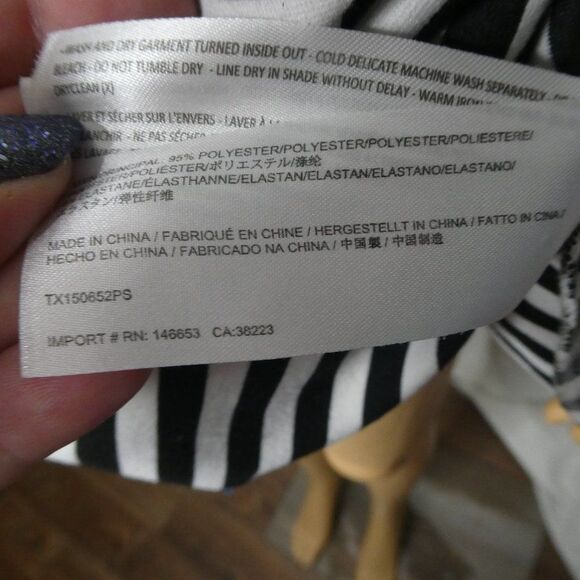 WASH AND DRY GARMENT TURNED INSIDE OUT - COLD DELICATE MACHINE WASH SEPARATELY -
BLEACH - DO NOT TUMBLE DRY - LINE DRY IN SHADE WITHOUT DELAY - WARM
DRYCLEAN (X)
ET SÉCHER SUR L'ENVERS - LAVER À
- NE PAS
95% POLYESTER/POLYESTER/POLYESTER/POLIESTERE/
POLIESTER/ポリエステル/涤纶
ELASTANE/ÉLASTHANNE/ELASTAN/ELASTAN/ELASTANO/ELASTANO/
弹性纤维
MADE IN CHINA / FABRIQUÉ EN CHINE / HERGESTELLT IN CHINA / FATTO IN CINA /
HECHO EN CHINA / FABRICADO NA CHINA / 中国製 / 中国制造
TX150652PS
IMPORT # RN: 146653 CA:38223